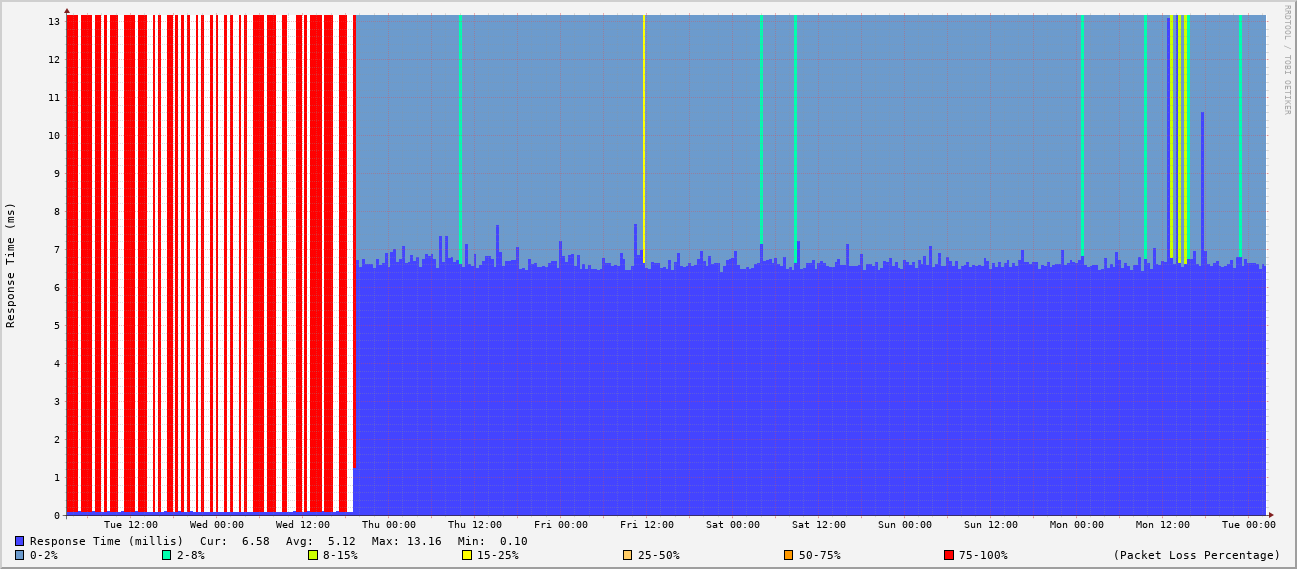 RRDTOOL / TOBI OETIKER
Response Time (ms)
13
12
11
10
9
8
7
6
5
4
3
2
1
0
Tue 12:00 Wed 00:00 Wed 12:00 Thu 00:00 Thu 12:00 Fri 00:00 Fri 12:00 Sat 00:00 Sat 12:00 Sun 00:00 Sun 12:00 Mon 00:00 Mon 12:00 Tue 00:00
Response Time (millis) Cur: 6.58 Avg: 5.12 Max: 13.16 Min: 0.10
0-2% 2-8% 8-15% 15-25% 25-50% 50-75% 75-100% (Packet Loss Percentage)